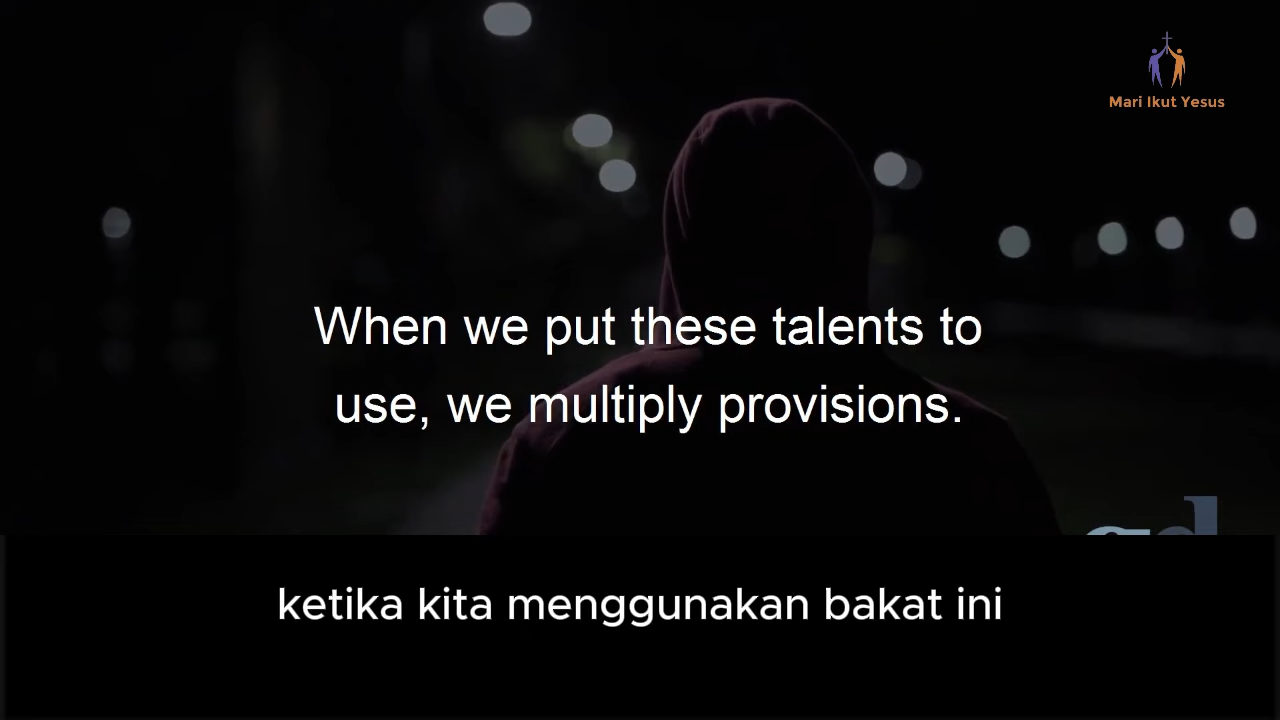 Mari Ikut Yesus
When we put these talents to
use, we multiply provisions.
ketika kita menggunakan bakat ini